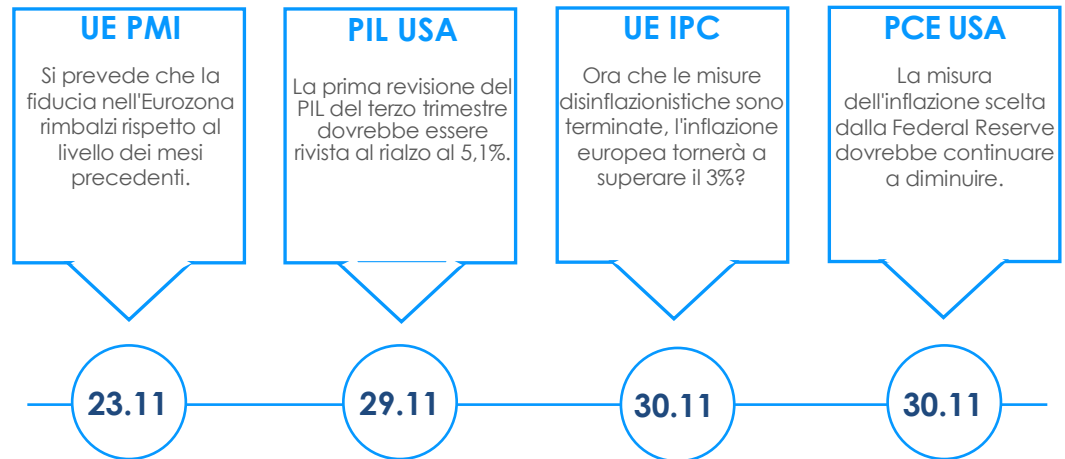 UE PMI
Si prevede che la
fiducia nell'Eurozona
rimbalzi rispetto al
livello dei mesi
precedenti.
PIL USA
La prima revisione del
PIL del terzo trimestre
dovrebbe essere
rivista al rialzo al 5,1%.
UE IPC
Ora che le misure
disinflazionistiche sono
terminate, l'inflazione
europea tornerà a
superare il 3%?
PCE USA
La misura
dell'inflazione scelta
dalla Federal Reserve
dovrebbe continuare
a diminuire.
23.11
29.11
30.11
30.11